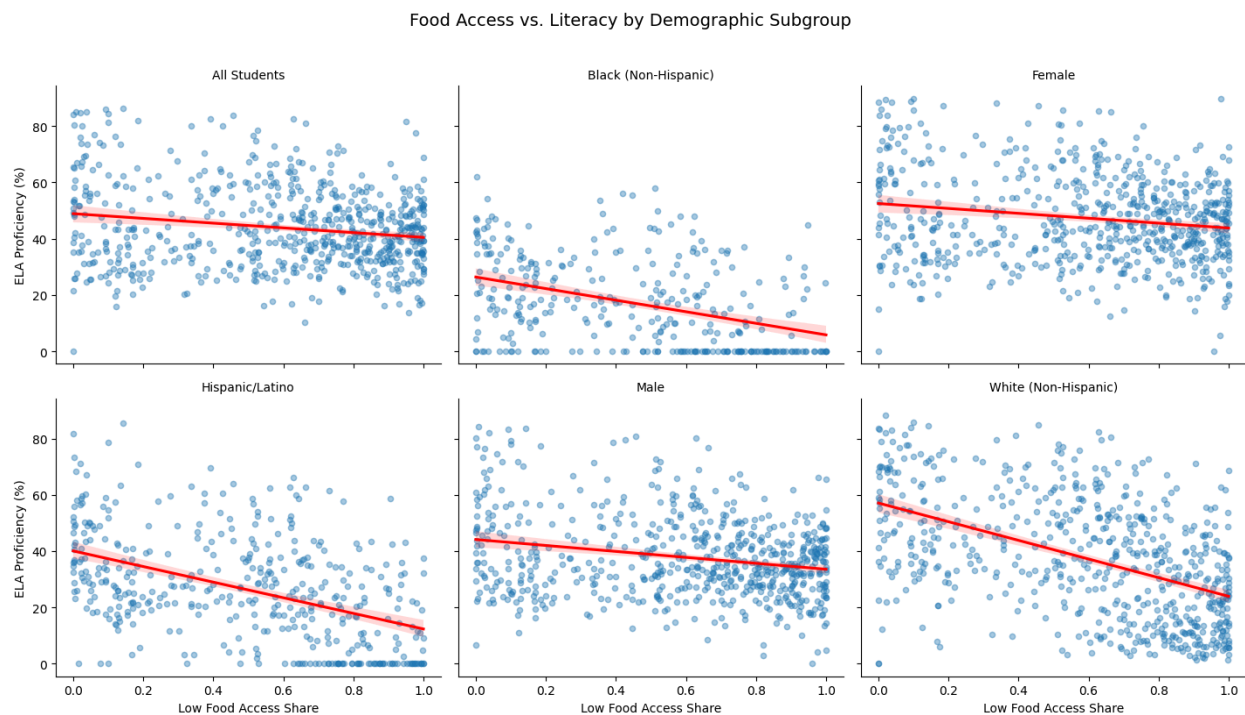 Food Access vs. Literacy by Demographic Subgroup
All Students
Black (Non-Hispanic)
Female
ELA Proficiency (%)
80
60
40
20
0
Hispanic/Latino
Male
White (Non-Hispanic)
ELA Proficiency (%)
80
60
40
20
0
0.0 0.2 0.4 0.6 0.8 1.0
0.0 0.2 0.4 0.6 0.8 1.0
0.0 0.2 0.4 0.6 0.8 1.0
Low Food Access Share
Low Food Access Share
Low Food Access Share